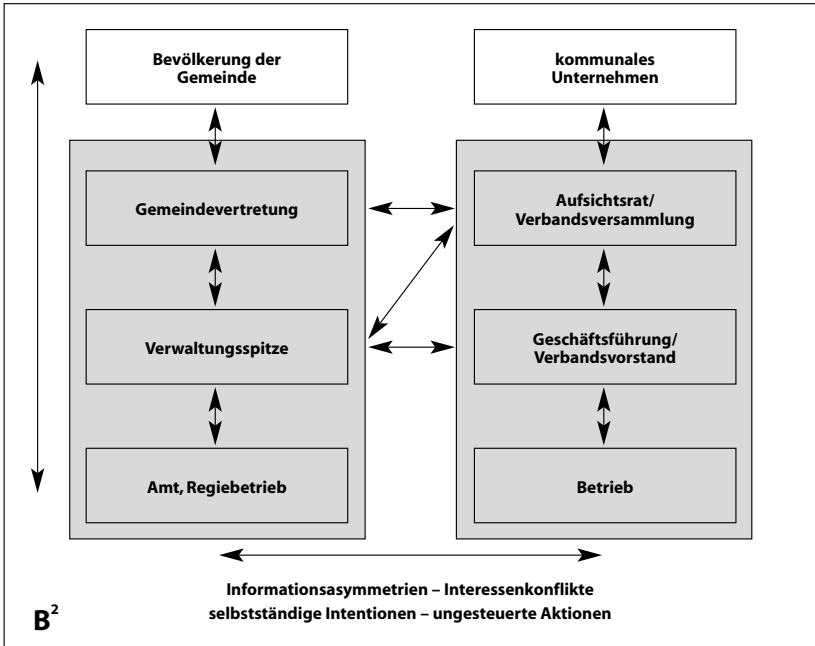 Bevölkerung der
Gemeinde
kommunales
Unternehmen
Gemeindevertretung
Aufsichtsrat/
Verbandsversammlung
Verwaltungsspitze
Geschäftsführung/
Verbandsvorstand
Amt, Regiebetrieb
Betrieb
Informationsasymmetrien – Interessenkonflikte
selbstständige Intentionen – ungesteuerte Aktionen
B²